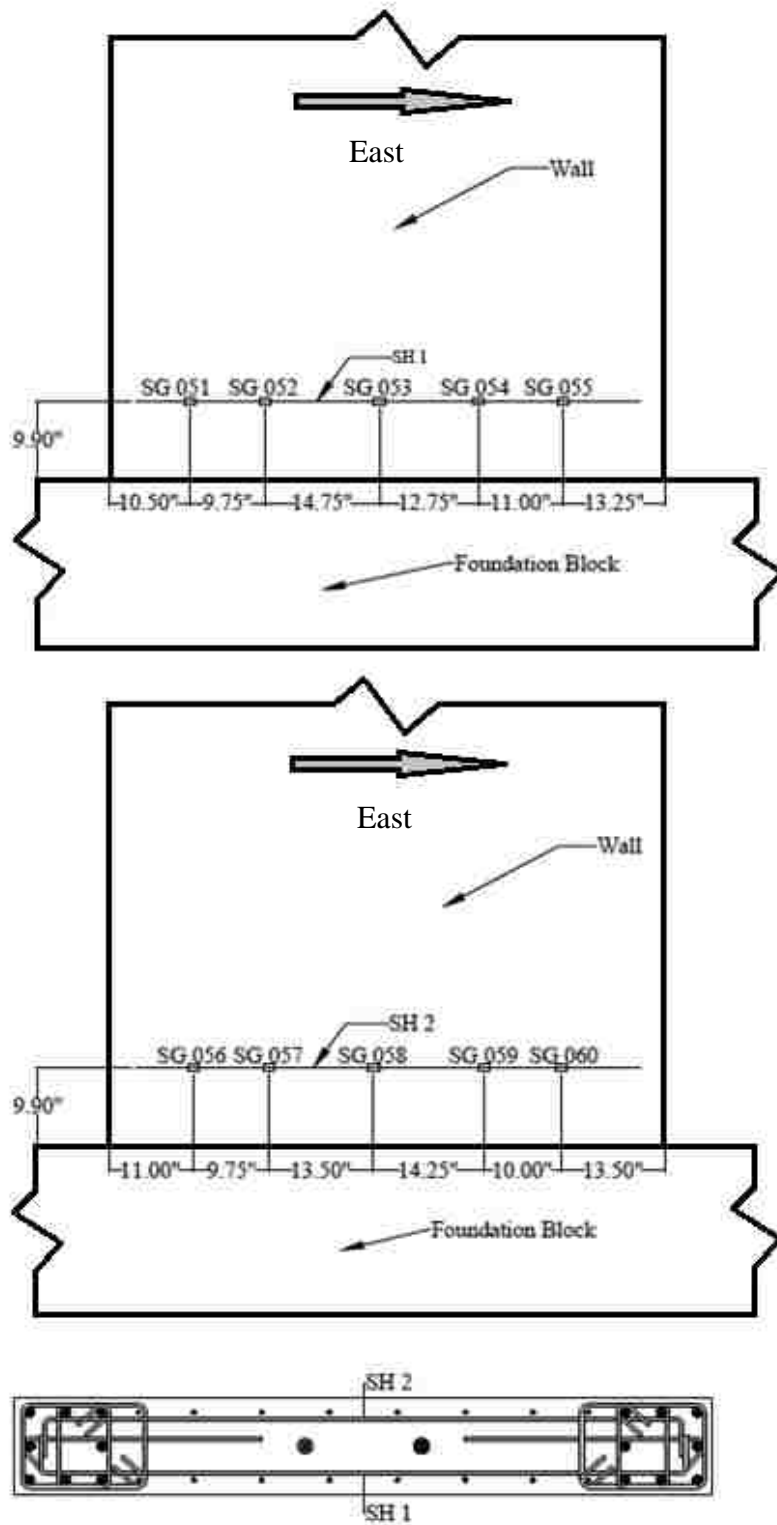 East
Wall
SH 1
SG 051 SG 052 SG 053 SG 054 SG 055
9.90"
10.50" 9.75" 14.75" 12.75" 11.00" 13.25"
Foundation Block
East
Wall
SH 2
SG 056 SG 057 SG 058 SG 059 SG 060
9.90"
11.00" 9.75" 13.50" 14.25" 10.00" 13.50"
Foundation Block
SH 2
SH 1